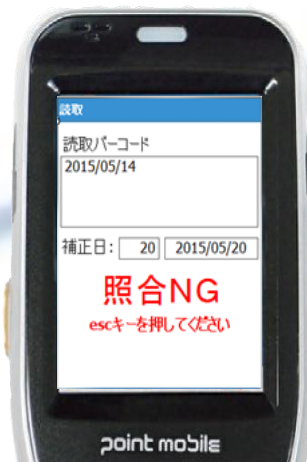 読取
読取バーコード
2015/05/14
補正日： 20 2015/05/20
照合NG
escキーを押してください
point mobile